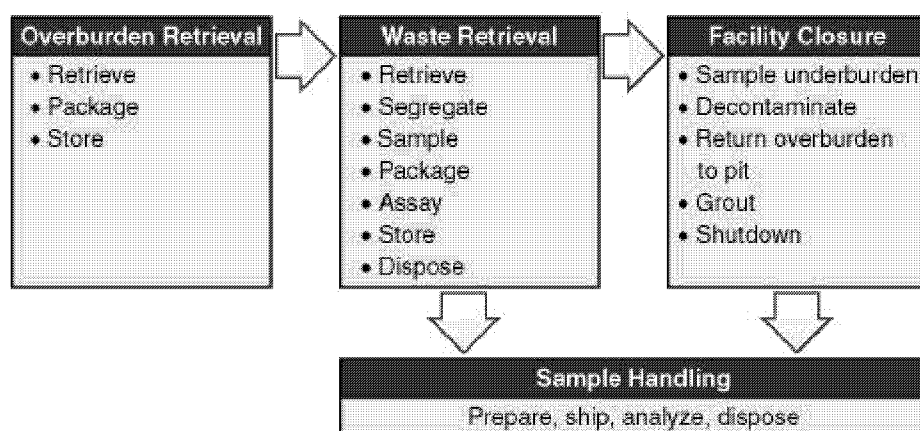 Overburden Retrieval
• Retrieve
• Package
• Store
Waste Retrieval
• Retrieve
• Segregate
• Sample
• Package
• Assay
• Store
• Dispose
Facility Closure
• Sample underburden
• Decontaminate
• Return overburden
to pit
• Grout
• Shutdown
Sample Handling
Prepare, ship, analyze, dispose